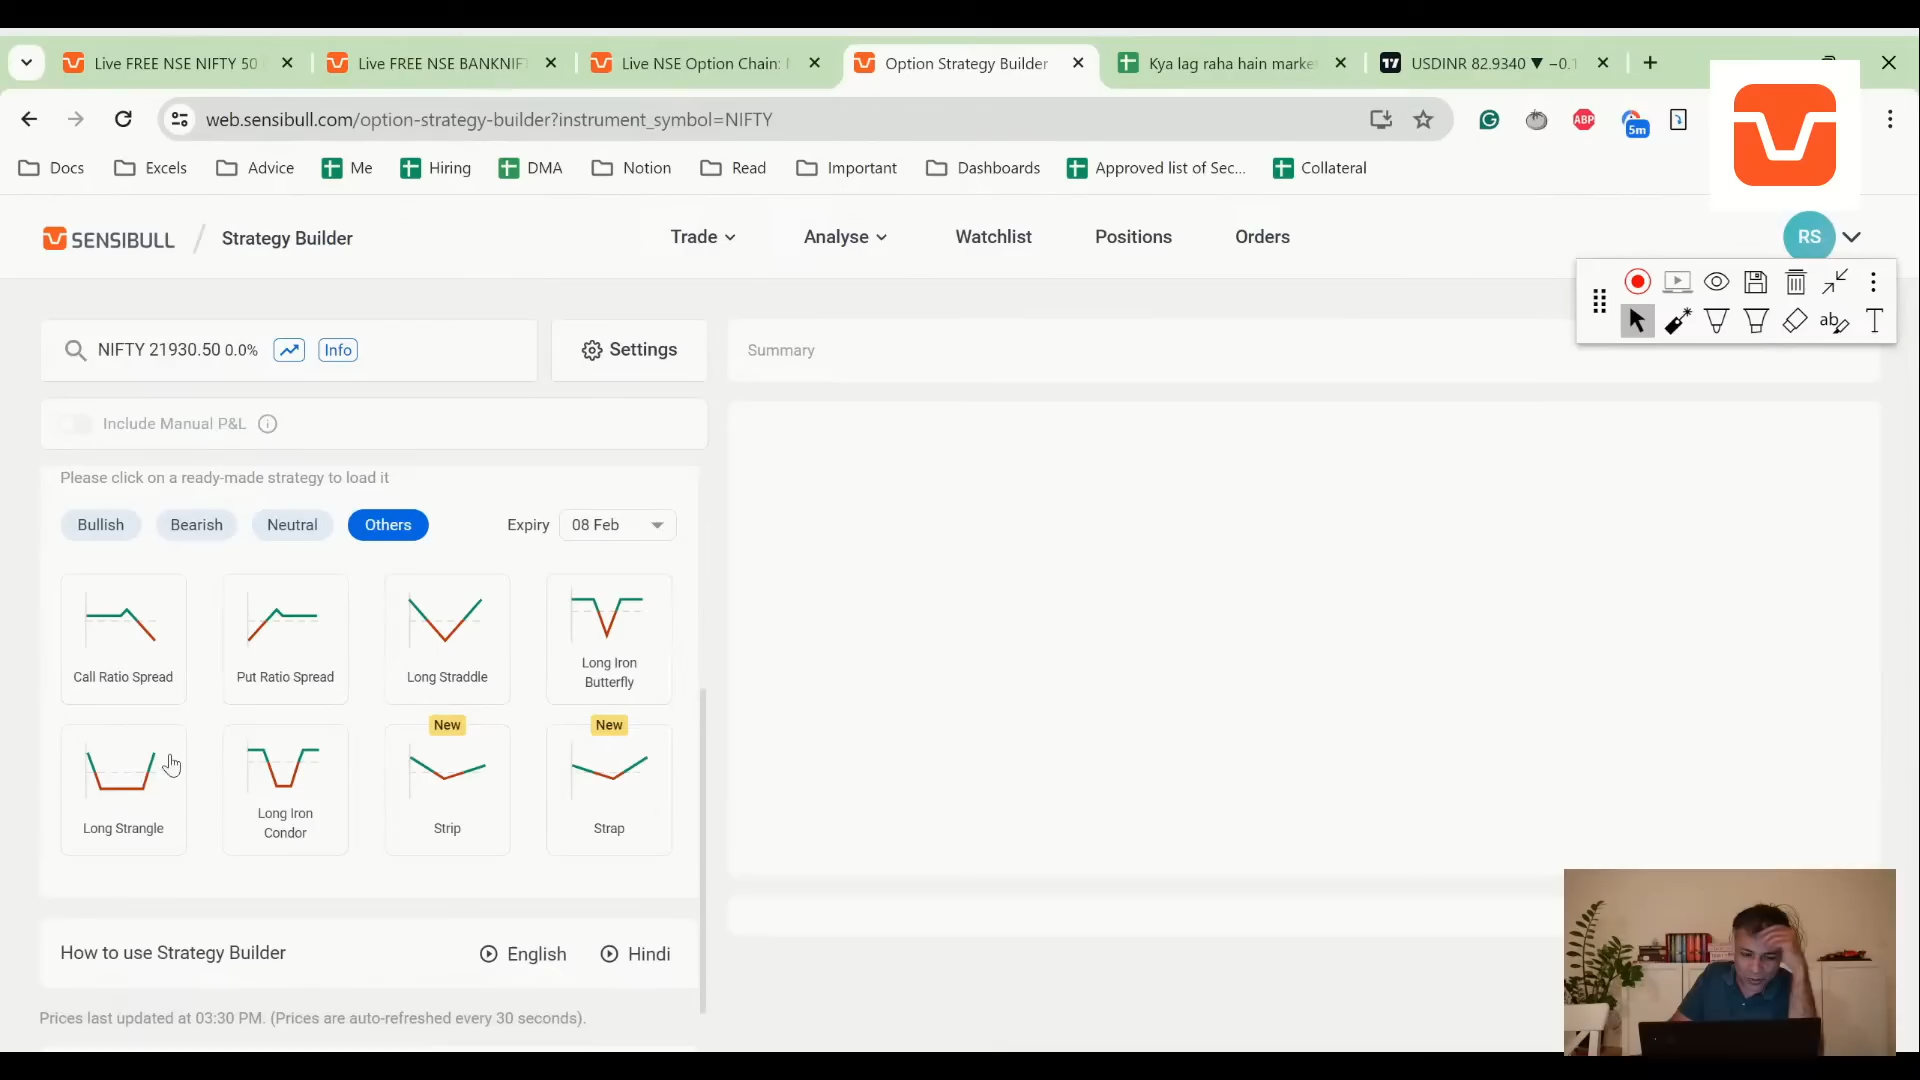 Live FREE NSE NIFTY 50
Live FREE NSE BANKNIF
Live NSE Option Chain:
Option Strategy Builder
Kya lag raha hain marke
USDINR 82.9340 ▼ −0.
web.sensibull.com/option-strategy-builder?instrument_symbol=NIFTY
ABP
5m
Docs
Excels
Advice
Me
Hiring
DMA
Notion
Read
Important
Dashboards
Approved list of Sec...
Collateral
SENSIBULL / Strategy Builder
Trade
Analyse
Watchlist
Positions
Orders
RS
NIFTY 21930.50 0.0%
Info
Settings
Summary
Include Manual P&L
Please click on a ready-made strategy to load it
Bullish
Bearish
Neutral
Others
Expiry
08 Feb
Call Ratio Spread
Put Ratio Spread
Long Straddle
Long Iron
Butterfly
New
New
Long Strangle
Long Iron
Condor
Strip
Strap
How to use Strategy Builder
English
Hindi
Prices last updated at 03:30 PM. (Prices are auto-refreshed every 30 seconds).